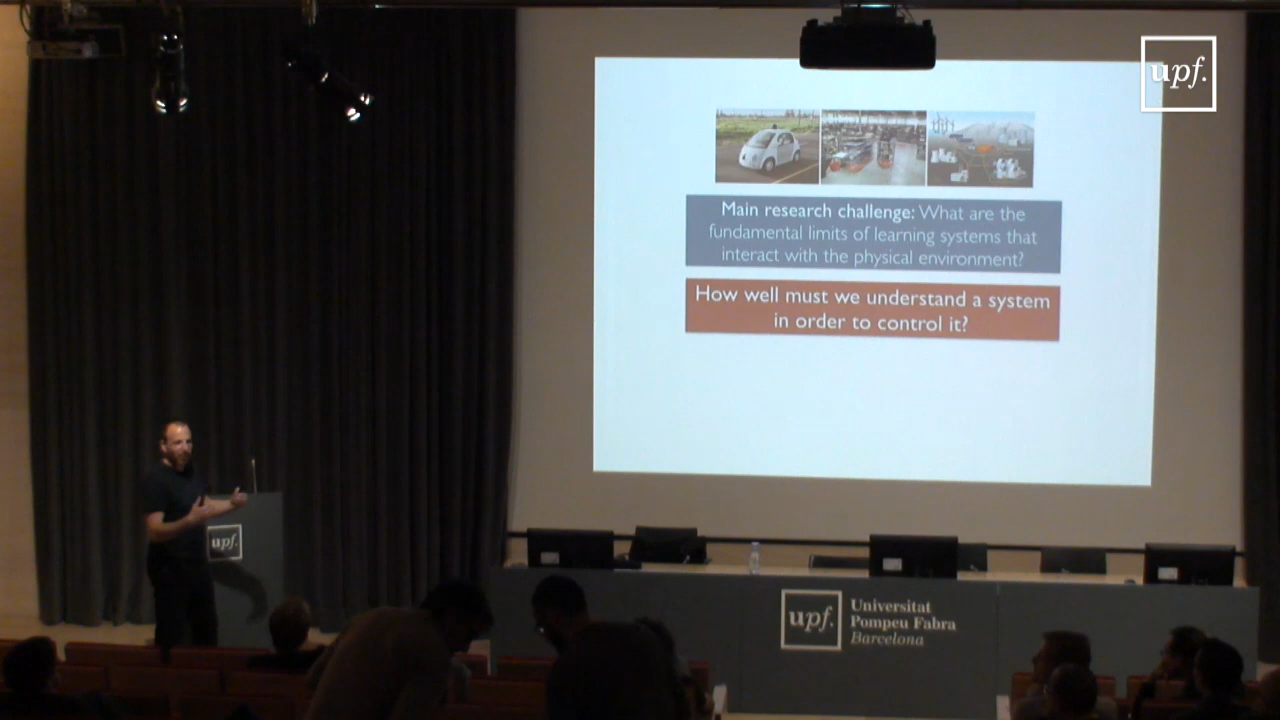 upf.
Main research challenge: What are the
fundamental limits of learning systems that
interact with the physical environment?
How well must we understand a system
in order to control it?
upf.
upf.
Universitat
Pompeu Fabra
Barcelona